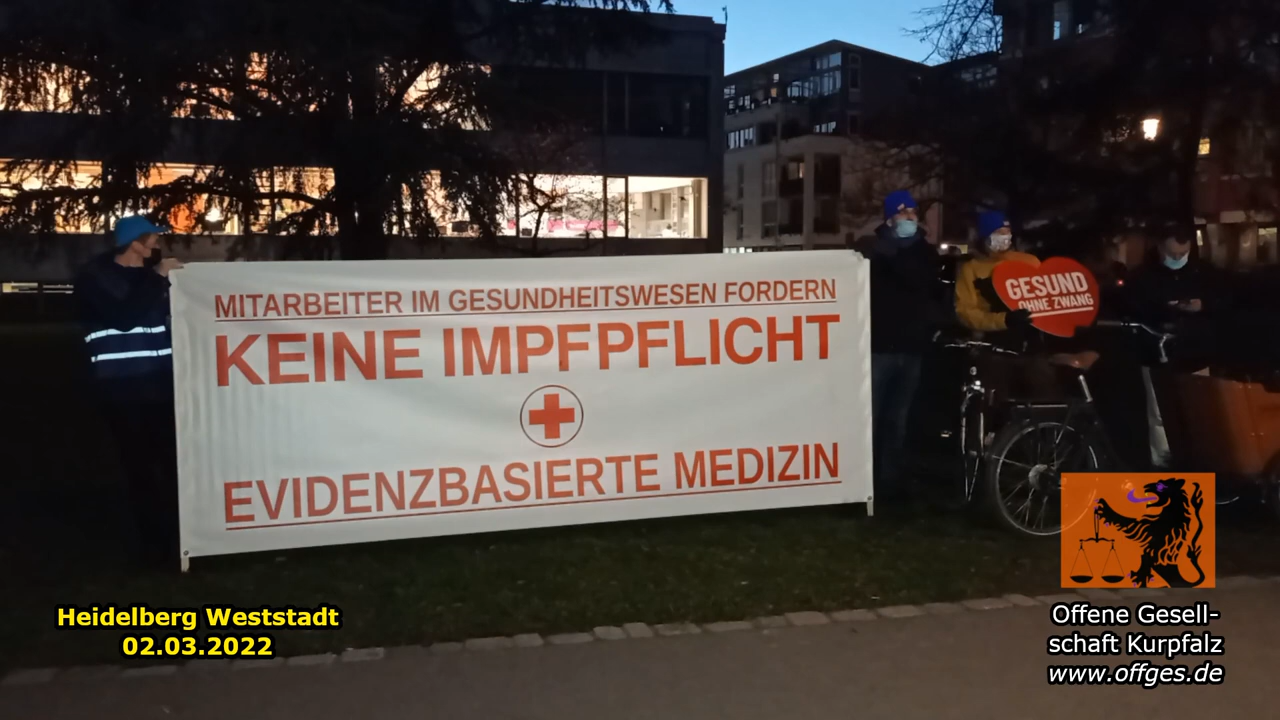 MITARBEITER IM GESUNDHEITSWESEN FORDERN
KEINE IMPFPFLICHT
EVIDENZBASIERTE MEDIZIN
GESUND
OHNE ZWANG
Heidelberg Weststadt
02.03.2022
Offene Gesell-
schaft Kurpfalz
www.offges.de